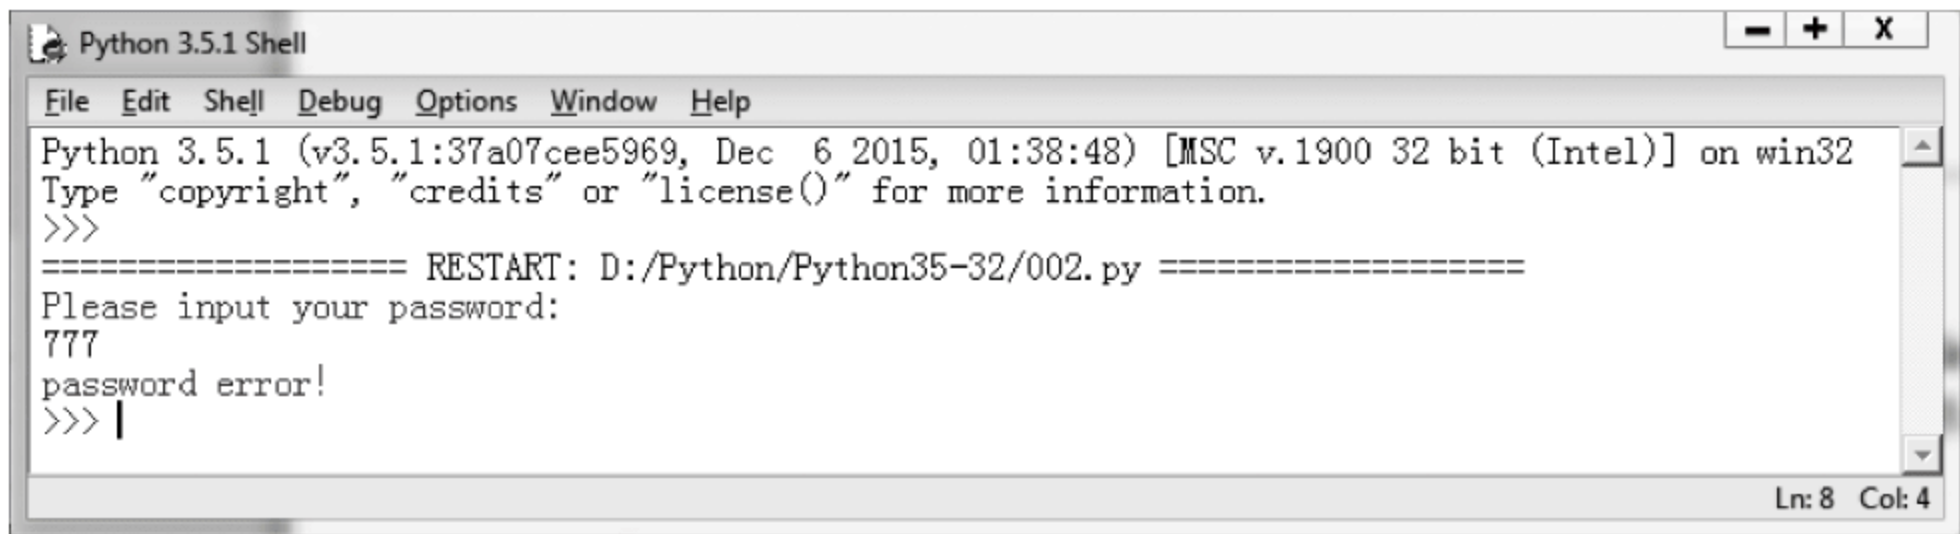 Python 3.5.1 Shell
File Edit Shell Debug Options Window Help
Python 3.5.1 (v3.5.1:37a07cee5969, Dec  6 2015, 01:38:48) [MSC v.1900 32 bit (Intel)] on win32
Type "copyright", "credits" or "license()" for more information.
>>>
=================== RESTART: D:/Python/Python35-32/002.py ===================
Please input your password:
777
password error!
>>>
Ln: 8 Col: 4